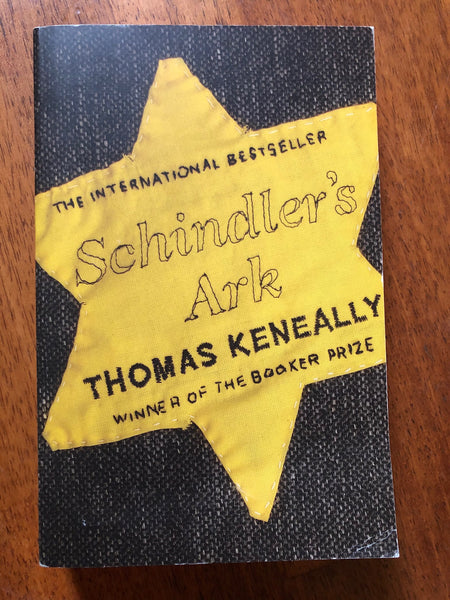 THE INTERNATIONAL BESTSELLER
Schindler's
Ark
THOMAS KENEALLY
WINNER OF THE BOOKER PRIZE